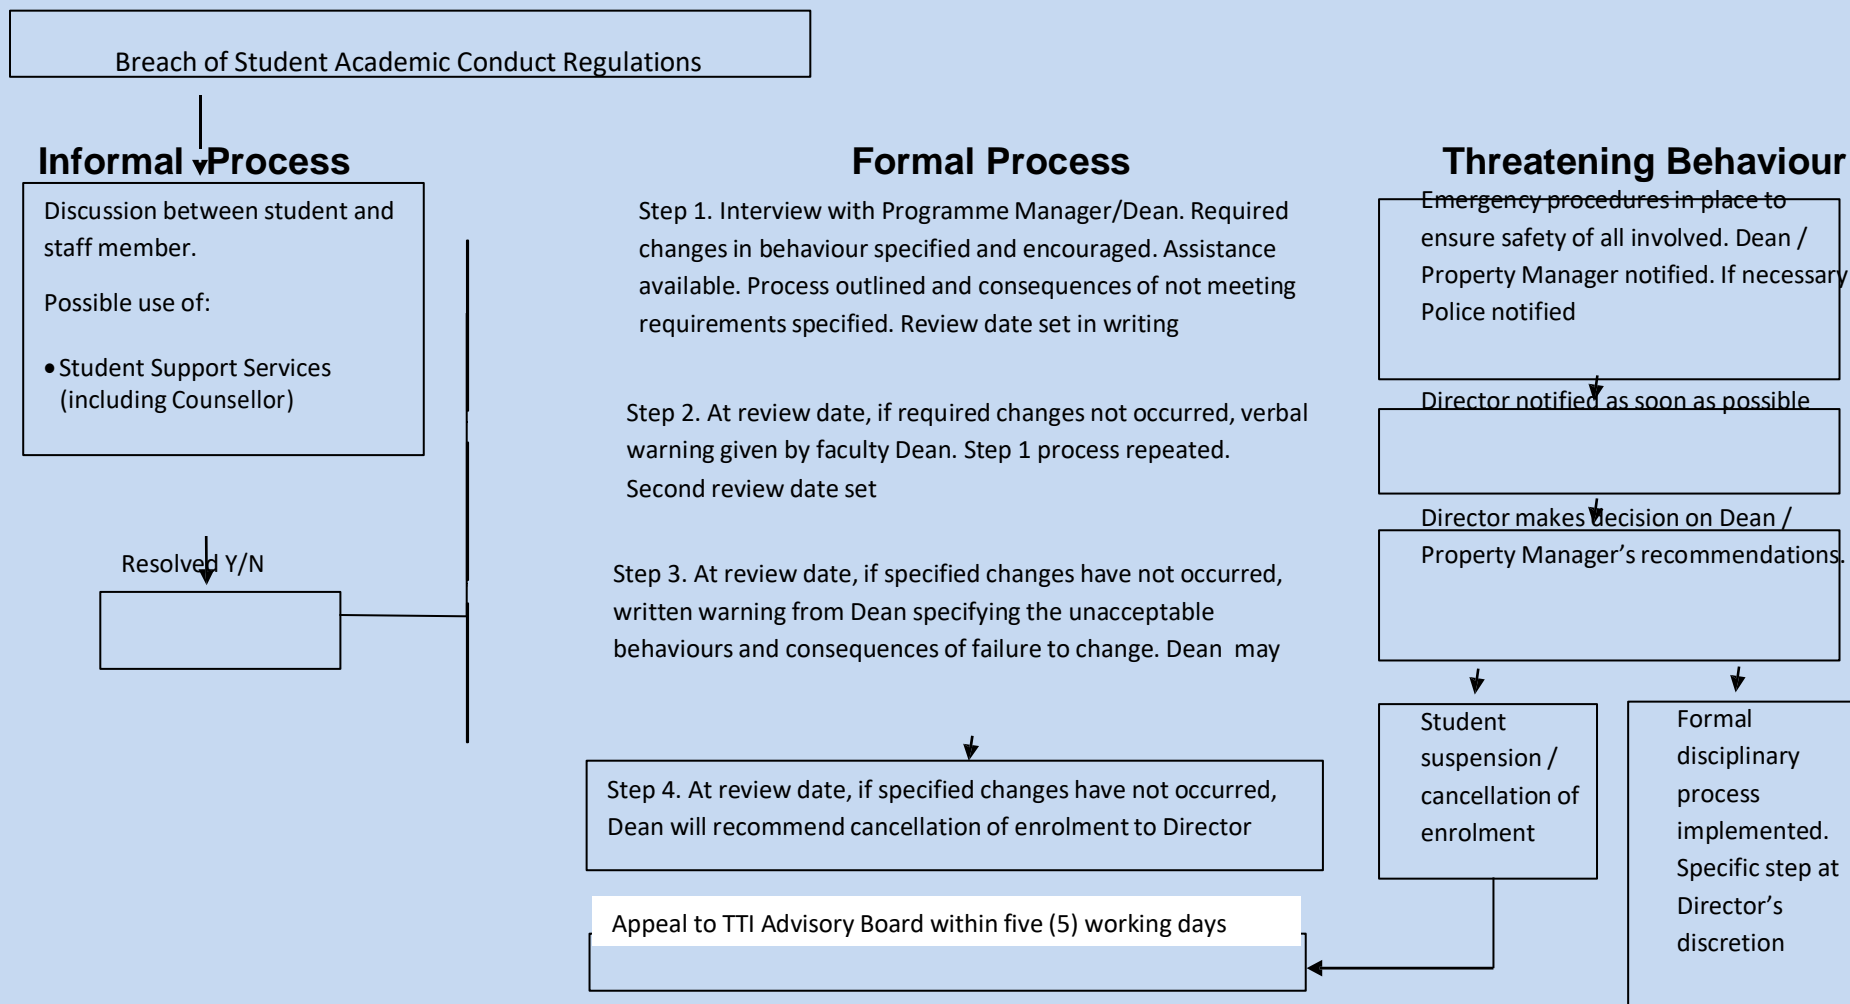 Breach of Student Academic Conduct Regulations
Informal Process
Discussion between student and
staff member.
Possible use of:
• Student Support Services
(including Counsellor)
Resolved Y/N
Formal Process
Step 1. Interview with Programme Manager/Dean. Required
changes in behaviour specified and encouraged. Assistance
available. Process outlined and consequences of not meeting
requirements specified. Review date set in writing
Step 2. At review date, if required changes not occurred, verbal
warning given by faculty Dean. Step 1 process repeated.
Second review date set
Step 3. At review date, if specified changes have not occurred,
written warning from Dean specifying the unacceptable
behaviours and consequences of failure to change. Dean may
Step 4. At review date, if specified changes have not occurred,
Dean will recommend cancellation of enrolment to Director
Appeal to TTI Advisory Board within five (5) working days
Threatening Behaviour
Emergency procedures in place to
ensure safety of all involved. Dean /
Property Manager notified. If necessary
Police notified
Director notified as soon as possible
Director makes decision on Dean /
Property Manager's recommendations.
Student
suspension /
cancellation of
enrolment
Formal
disciplinary
process
implemented.
Specific step at
Director's
discretion